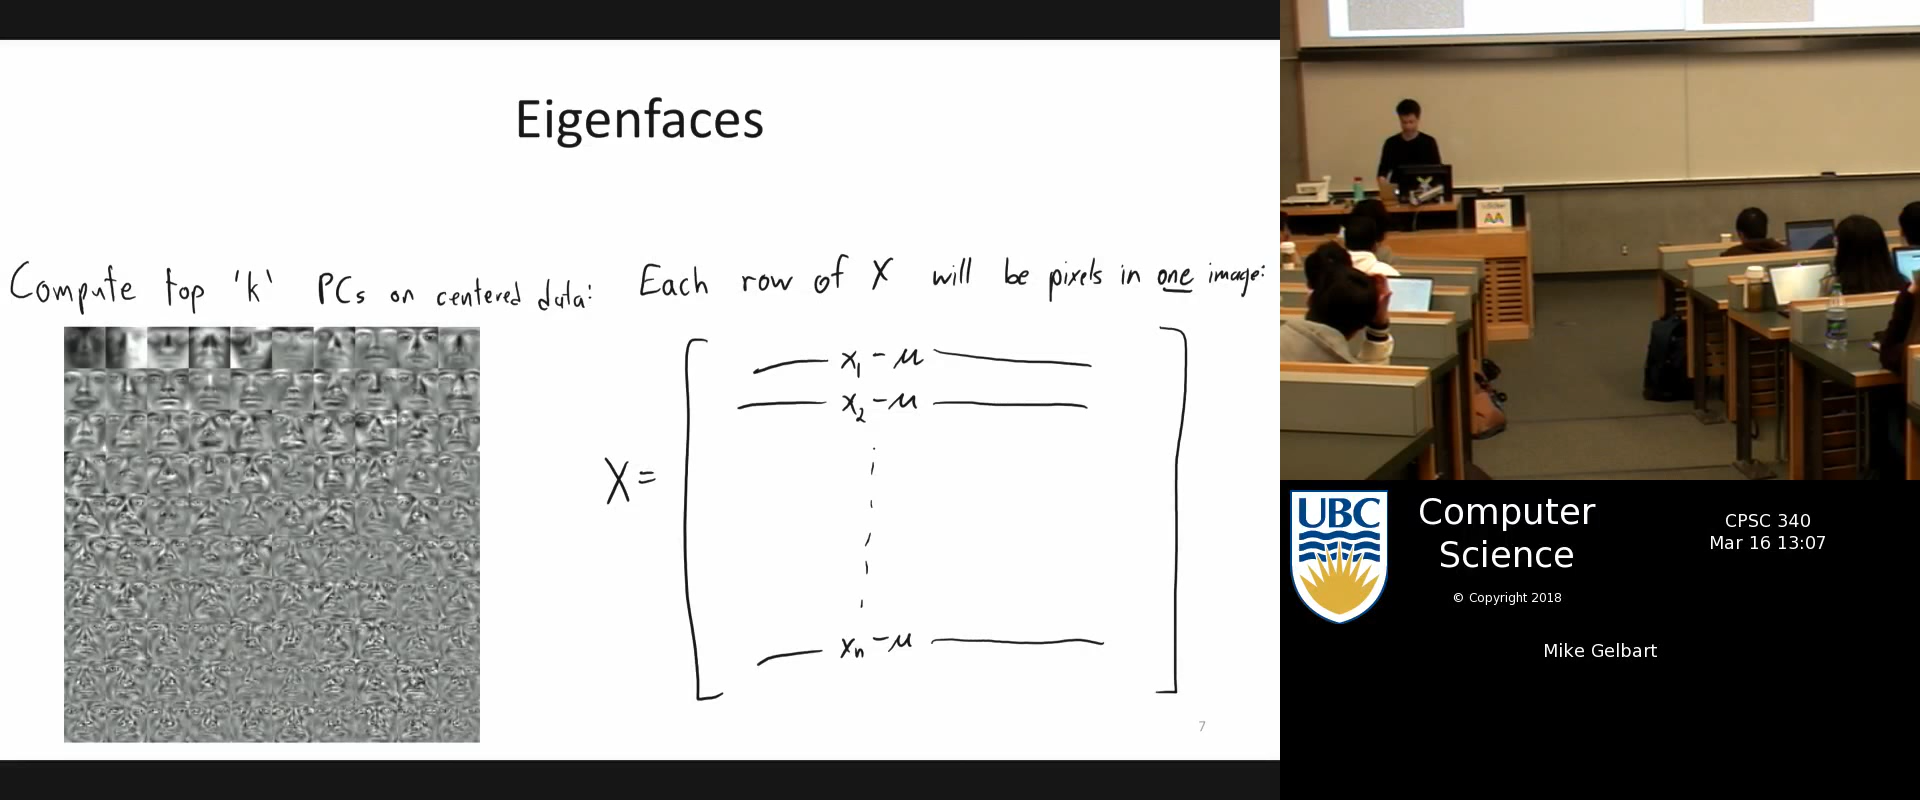 Eigenfaces
Compute top 'k' PCs on centered data:
Each row of X will be pixels in one image:
X =
x₁ - μ
x₂ - μ
xₙ - μ
7
UBC
Computer
Science
© Copyright 2018
CPSC 340
Mar 16 13:07
Mike Gelbart